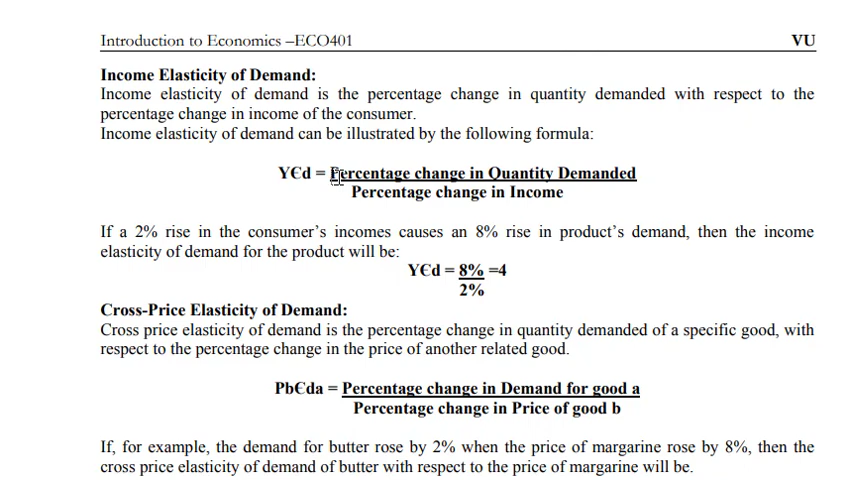 Introduction to Economics –ECO401 VU
Income Elasticity of Demand:
Income elasticity of demand is the percentage change in quantity demanded with respect to the
percentage change in income of the consumer.
Income elasticity of demand can be illustrated by the following formula:
YЄd = Percentage change in Quantity Demanded
Percentage change in Income
If a 2% rise in the consumer’s incomes causes an 8% rise in product’s demand, then the income
elasticity of demand for the product will be:
YЄd = 8% =4
2%
Cross-Price Elasticity of Demand:
Cross price elasticity of demand is the percentage change in quantity demanded of a specific good, with
respect to the percentage change in the price of another related good.
PbЄda = Percentage change in Demand for good a
Percentage change in Price of good b
If, for example, the demand for butter rose by 2% when the price of margarine rose by 8%, then the
cross price elasticity of demand of butter with respect to the price of margarine will be.